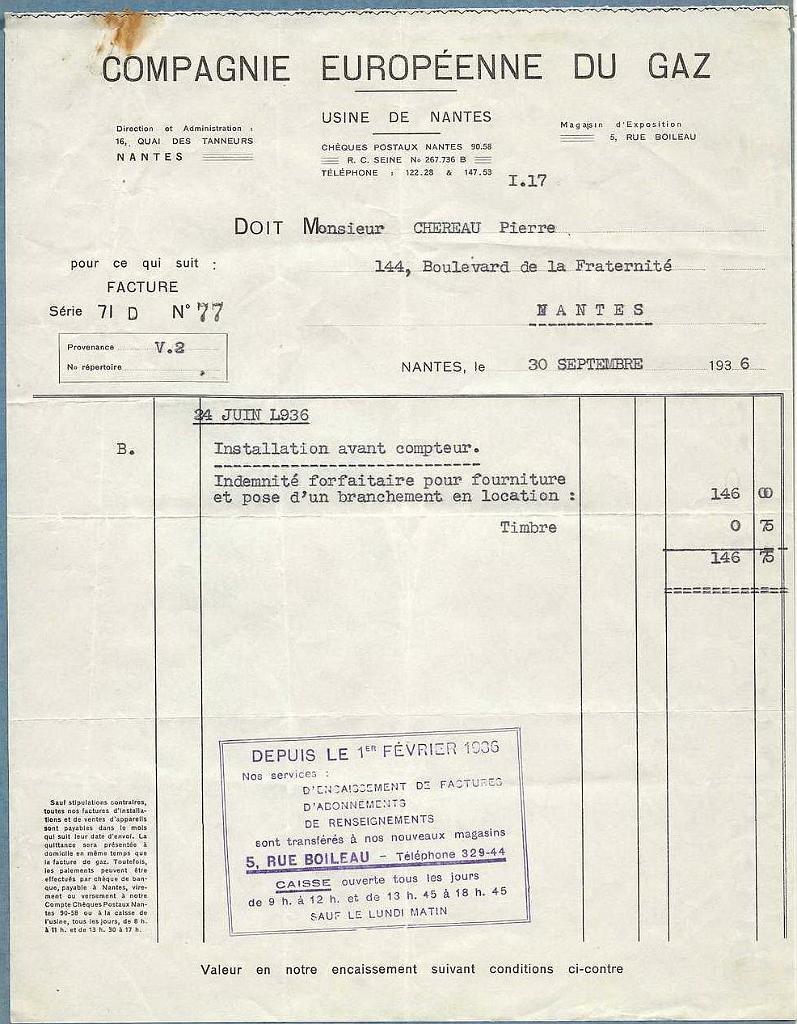 COMPAGNIE EUROPÉENNE DU GAZ
USINE DE NANTES
Direction et Administration :
16, QUAI DES TANNEURS
NANTES
CHÈQUES POSTAUX NANTES 90.58
R. C. SEINE No 267.736 B
TÉLÉPHONE : 122.28 & 147.53
Magasin d'Exposition
5, RUE BOILEAU
I.17
DOIT Monsieur CHEREAU Pierre
pour ce qui suit :
144, Boulevard de la Fraternité
FACTURE
Série 71 D N° 77
NANTES
Provenance V.2
No répertoire
NANTES, le 30 SEPTEMBRE 1936
24 JUIN L936
B. Installation avant compteur.
Indemnité forfaitaire pour fourniture
et pose d'un branchement en location : 146 00
Timbre 0 75
146 75
DEPUIS LE 1ER FÉVRIER 1936
Nos services :
D'ENCAISSEMENT DE FACTURES
D'ABONNEMENTS
DE RENSEIGNEMENTS
sont transférés à nos nouveaux magasins
5, RUE BOILEAU - Téléphone 329-44
CAISSE ouverte tous les jours
de 9 h. à 12 h. et de 13 h. 45 à 18 h. 45
SAUF LE LUNDI MATIN
Sauf stipulations contraires,
toutes nos factures d'installa-
tions et de ventes d'appareils
sont payables dans le mois
qui suit leur date d'envoi. La
quittance sera présentée à
domicile en même temps que
la facture de gaz. Toutefois,
les paiements peuvent être
effectués par chèque de ban-
que, payable à Nantes, vire-
ment ou versement à notre
Compte Chèques Postaux Nan-
tes 90-58 ou à la caisse de
l'usine, tous les jours, de 8 h.
à 11 h. et de 13 h. 30 à 17 h.
Valeur en notre encaissement suivant conditions ci-contre